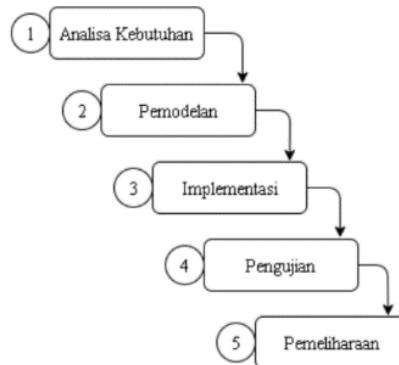 1 Analisa Kebutuhan
2 Pemodelan
3 Implementasi
4 Pengujian
5 Pemeliharaan